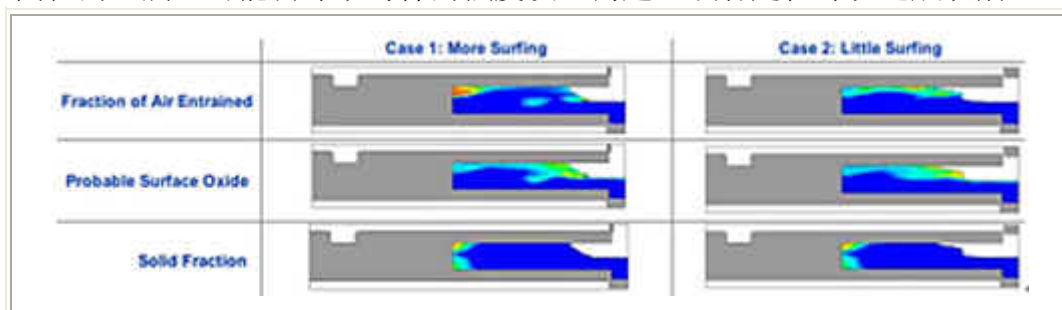 Case 1: More Surfing Case 2: Little Surfing
Fraction of Air Entrained
Probable Surface Oxide
Solid Fraction